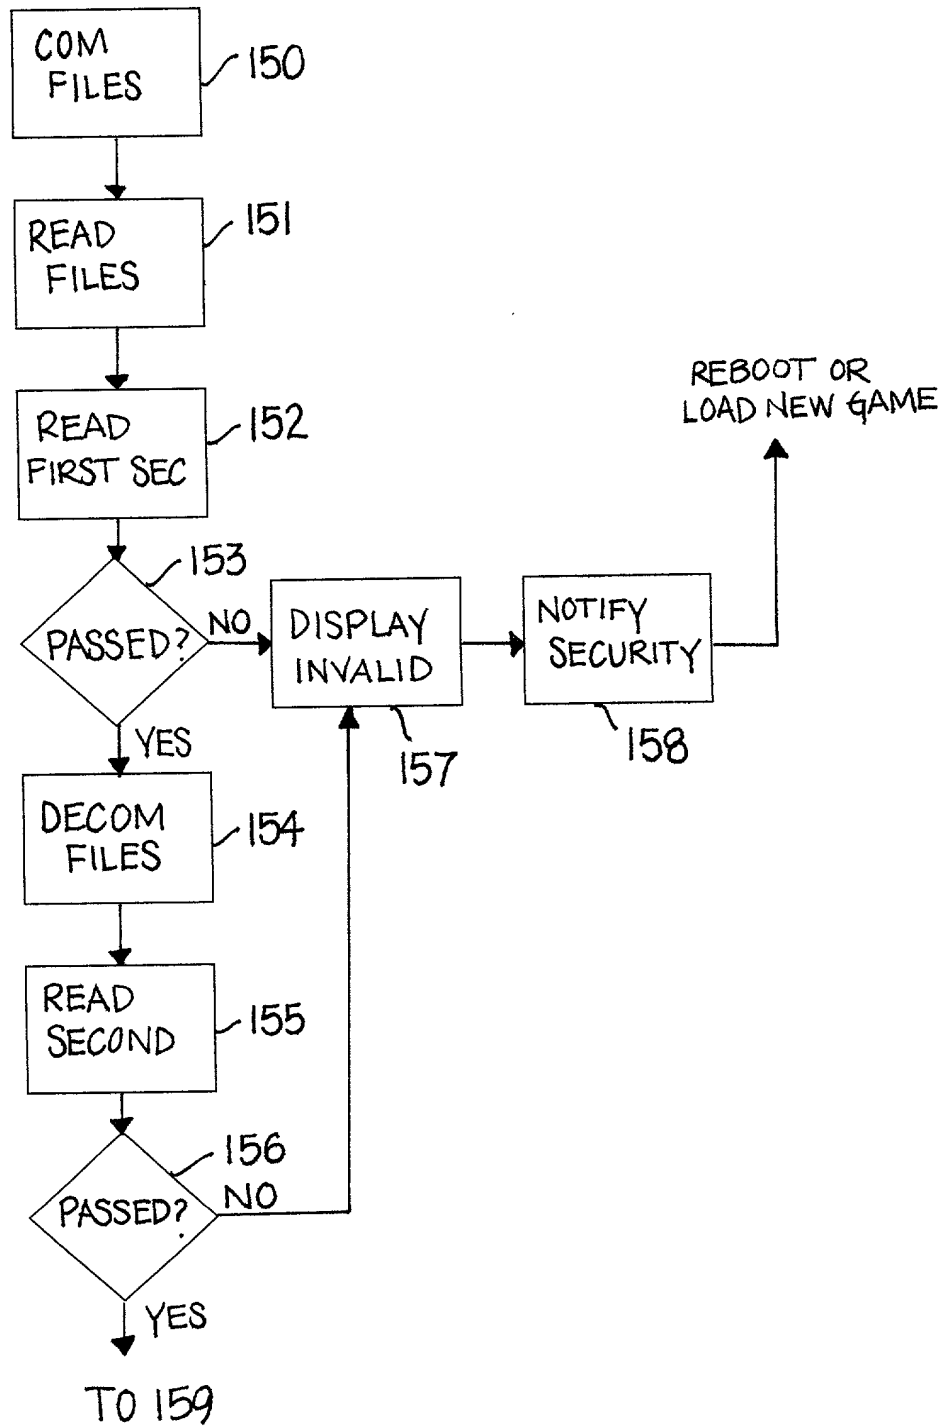 COM
FILES
150
READ
FILES
151
READ
FIRST SEC
152
153
PASSED?
NO
YES
DISPLAY
INVALID
157
NOTIFY
SECURITY
158
REBOOT OR
LOAD NEW GAME
DECOM
FILES
154
READ
SECOND
155
156
PASSED?
NO
YES
TO 159